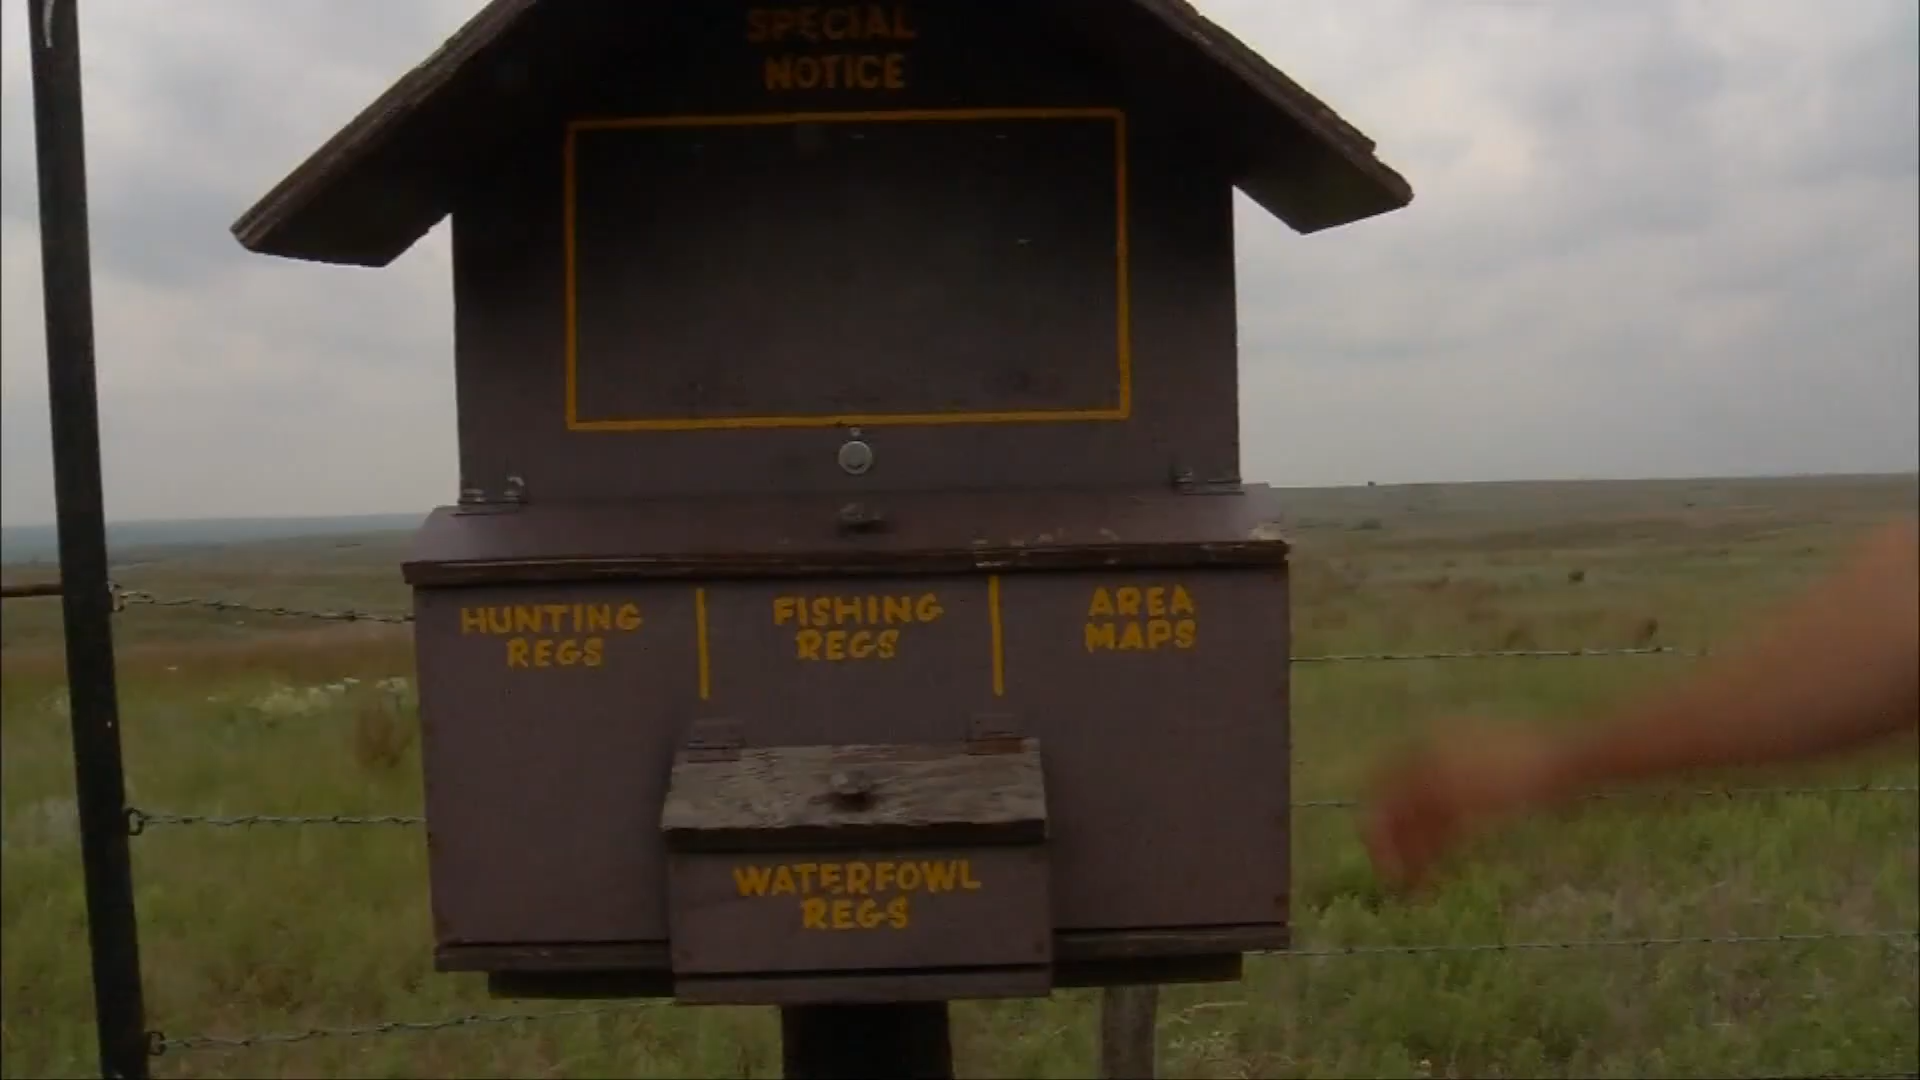 SPECIAL
NOTICE
HUNTING
REGS
FISHING
REGS
AREA
MAPS
WATERFOWL
REGS